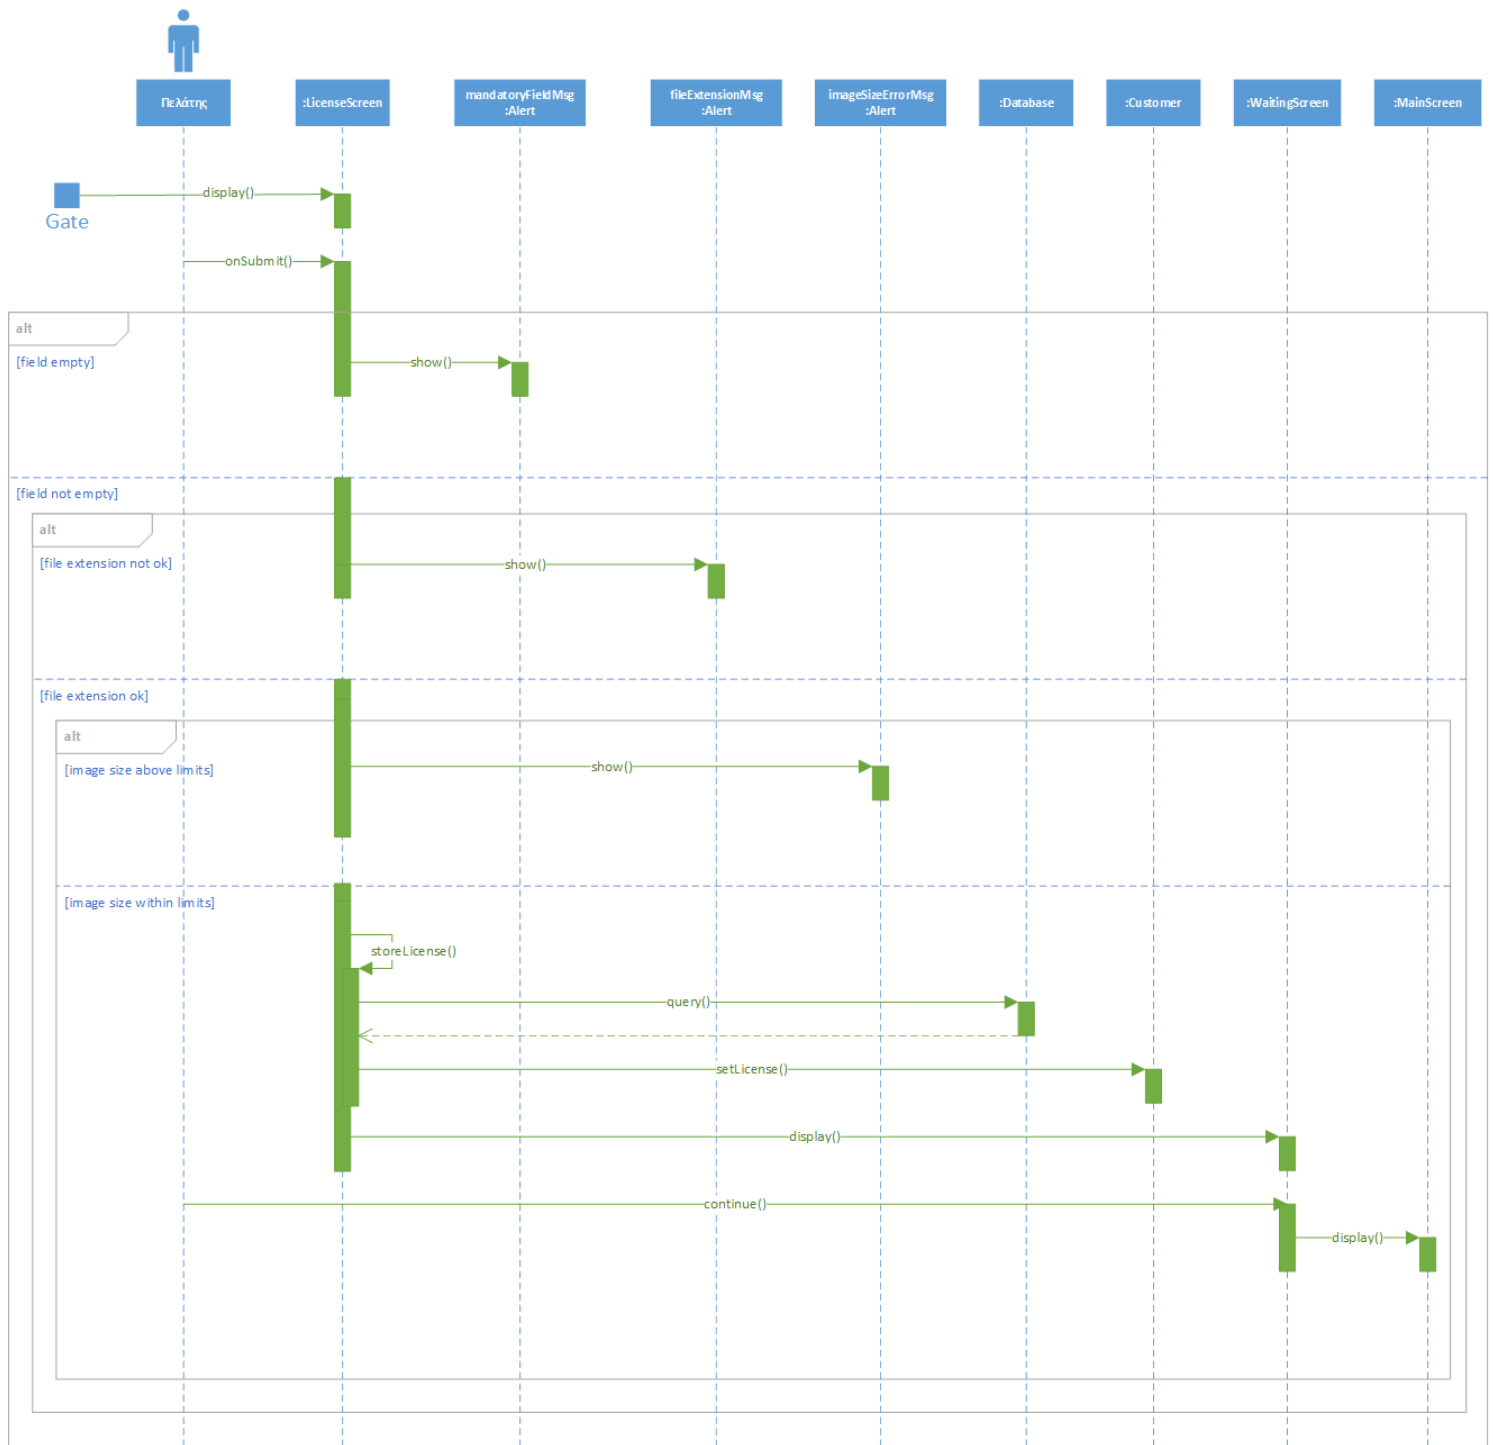 Πελάτης
:LicenseScreen
mandatoryFieldMsg
:Alert
fileExtensionMsg
:Alert
imageSizeErrorMsg
:Alert
:Database
:Customer
:WaitingScreen
:MainScreen
display()
Gate
onSubmit()
alt
[field empty]
show()
[field not empty]
alt
[file extension not ok]
show()
[file extension ok]
alt
[image size above limits]
show()
[image size within limits]
storeLicense()
query()
setLicense()
display()
continue()
display()